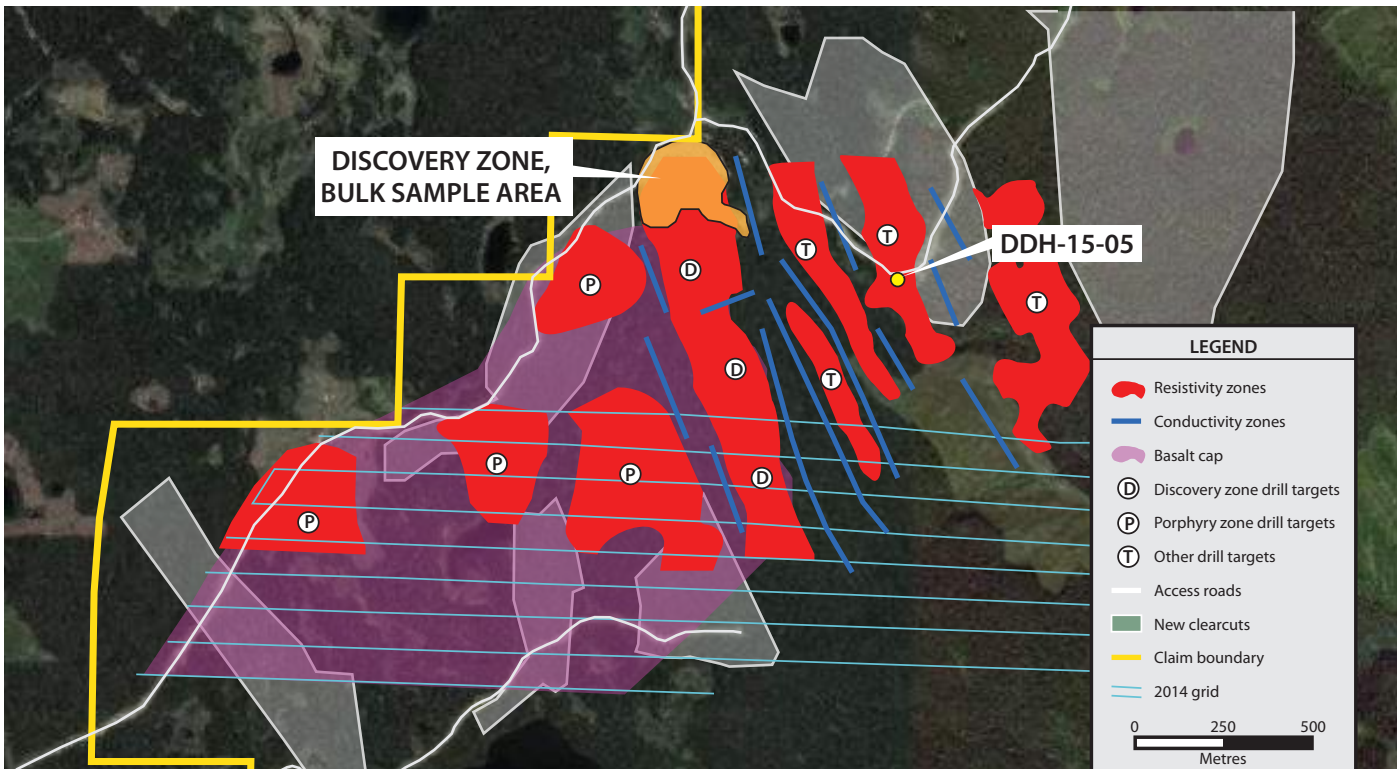 DISCOVERY ZONE,
BULK SAMPLE AREA
DDH-15-05
P
D
T
T
T
D
T
P
P
D
P
LEGEND
Resistivity zones
Conductivity zones
Basalt cap
D Discovery zone drill targets
P Porphyry zone drill targets
T Other drill targets
Access roads
New clearcuts
Claim boundary
2014 grid
0 250 500
Metres